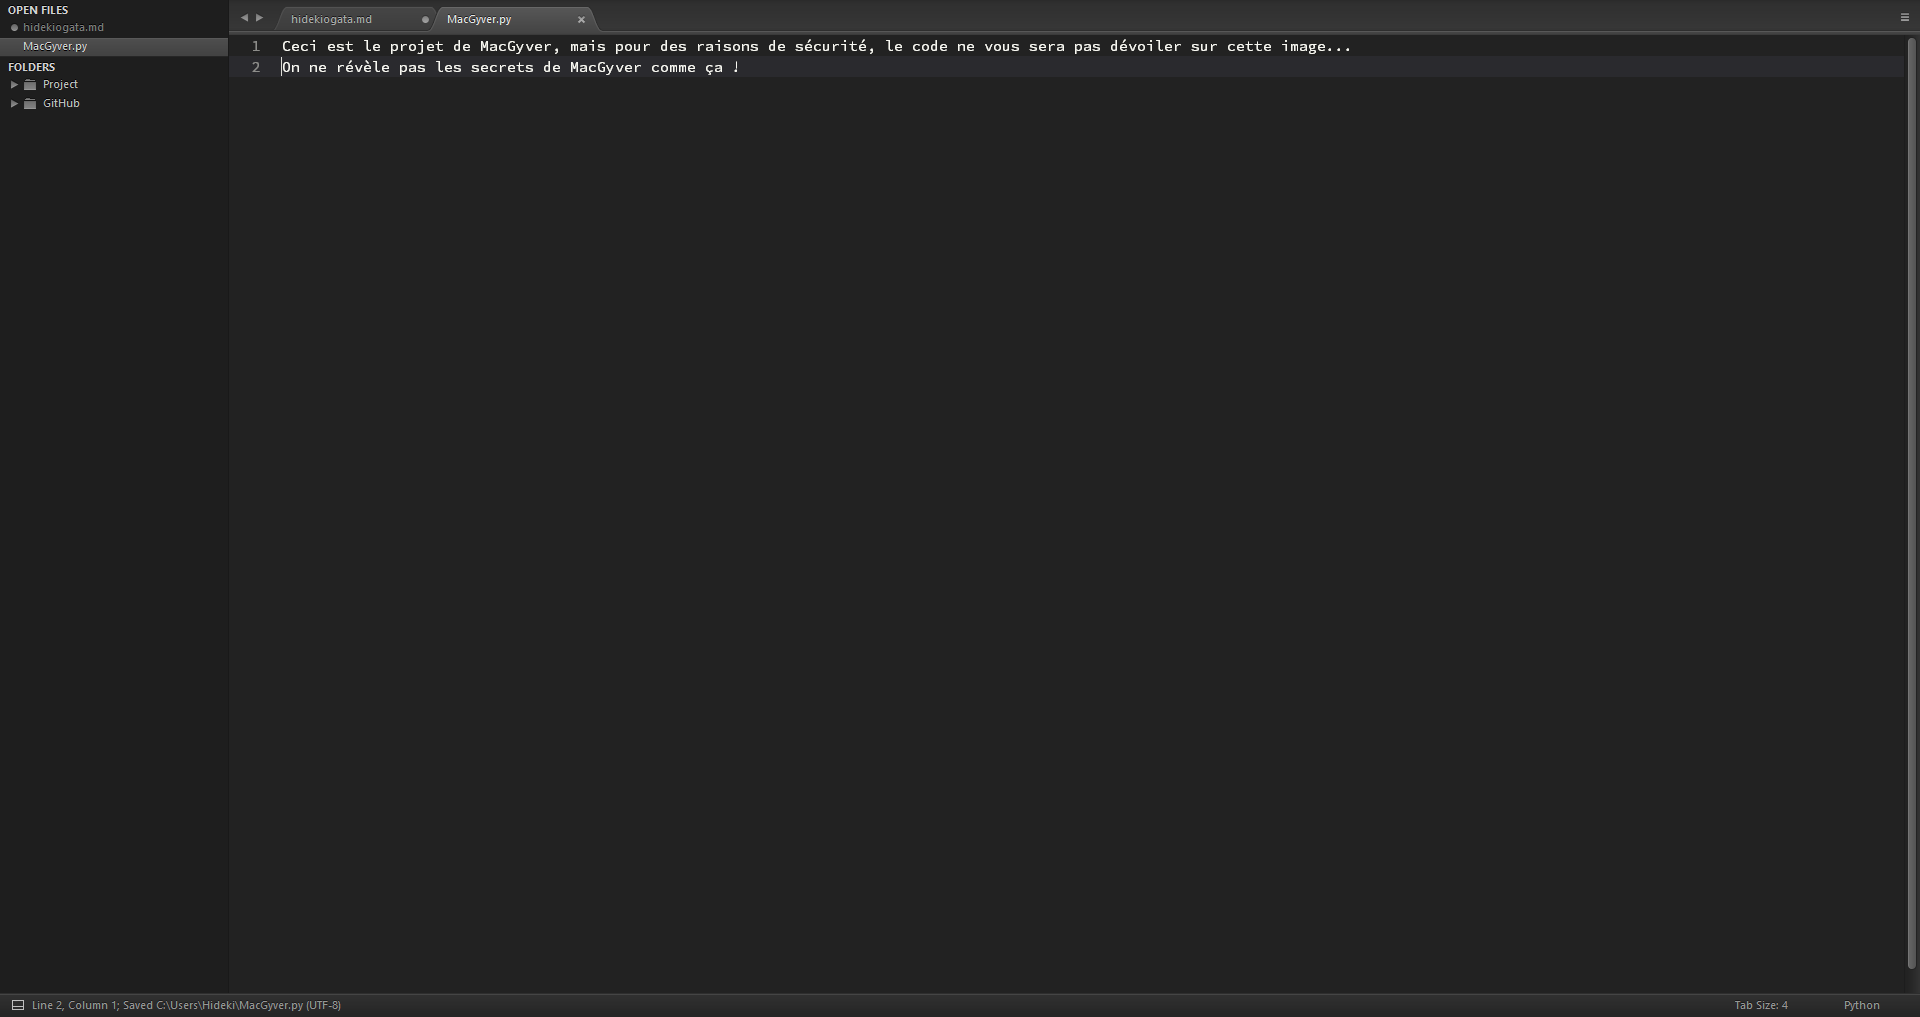 OPEN FILES
hidekiogata.md
MacGyver.py
FOLDERS
Project
GitHub
hidekiogata.md
MacGyver.py
1 Ceci est le projet de MacGyver, mais pour des raisons de sécurité, le code ne vous sera pas dévoiler sur cette image...
2 On ne révèle pas les secrets de MacGyver comme ça !
Line 2, Column 1; Saved C:\Users\Hideki\MacGyver.py (UTF-8)
Tab Size: 4
Python